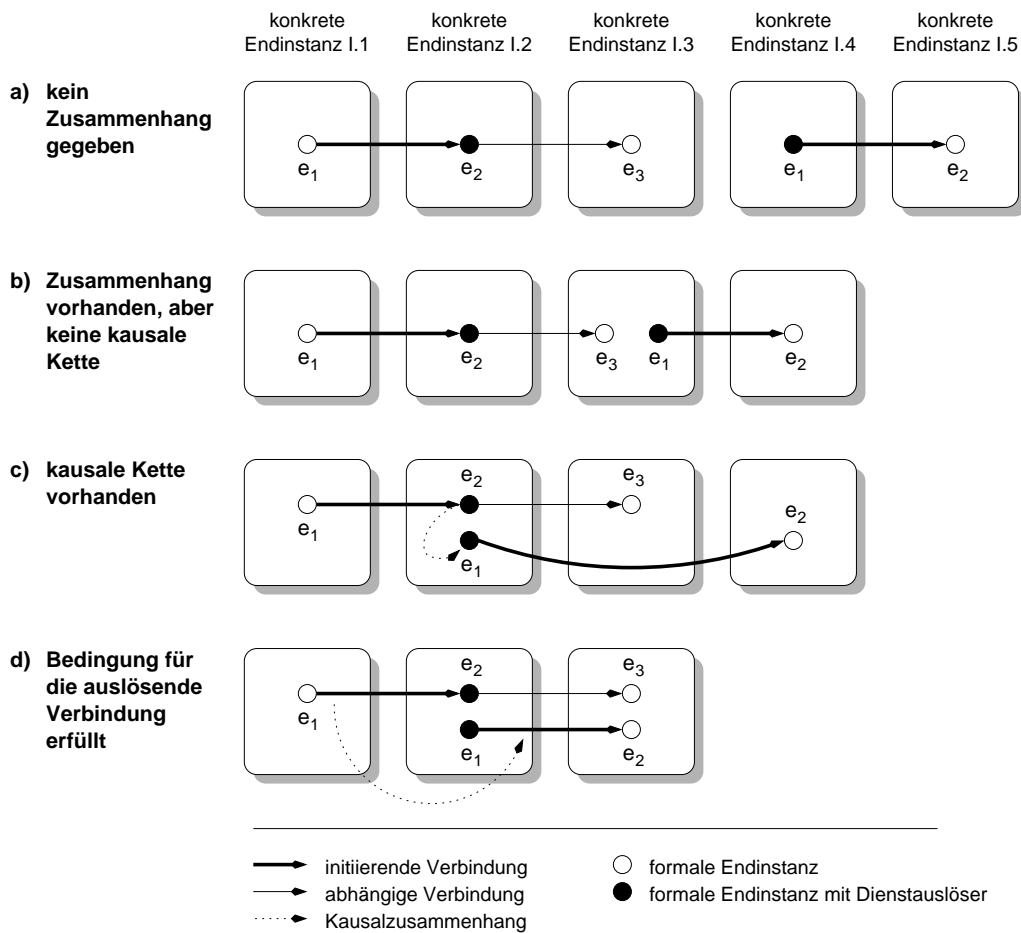 konkrete konkrete konkrete konkrete konkrete
Endinstanz I.1 Endinstanz I.2 Endinstanz I.3 Endinstanz I.4 Endinstanz I.5
a) kein
Zusammenhang
gegeben
e1 e2 e3 e1 e2
b) Zusammenhang
vorhanden, aber
keine kausale
Kette
e1 e2 e3 e1 e2
c) kausale Kette
vorhanden
e2 e3
e1 e2
e1
d) Bedingung für
die auslösende
Verbindung
erfüllt
e2 e3
e1
e1 e2
initiierende Verbindung formale Endinstanz
abhängige Verbindung formale Endinstanz mit Dienstauslöser
Kausalzusammenhang